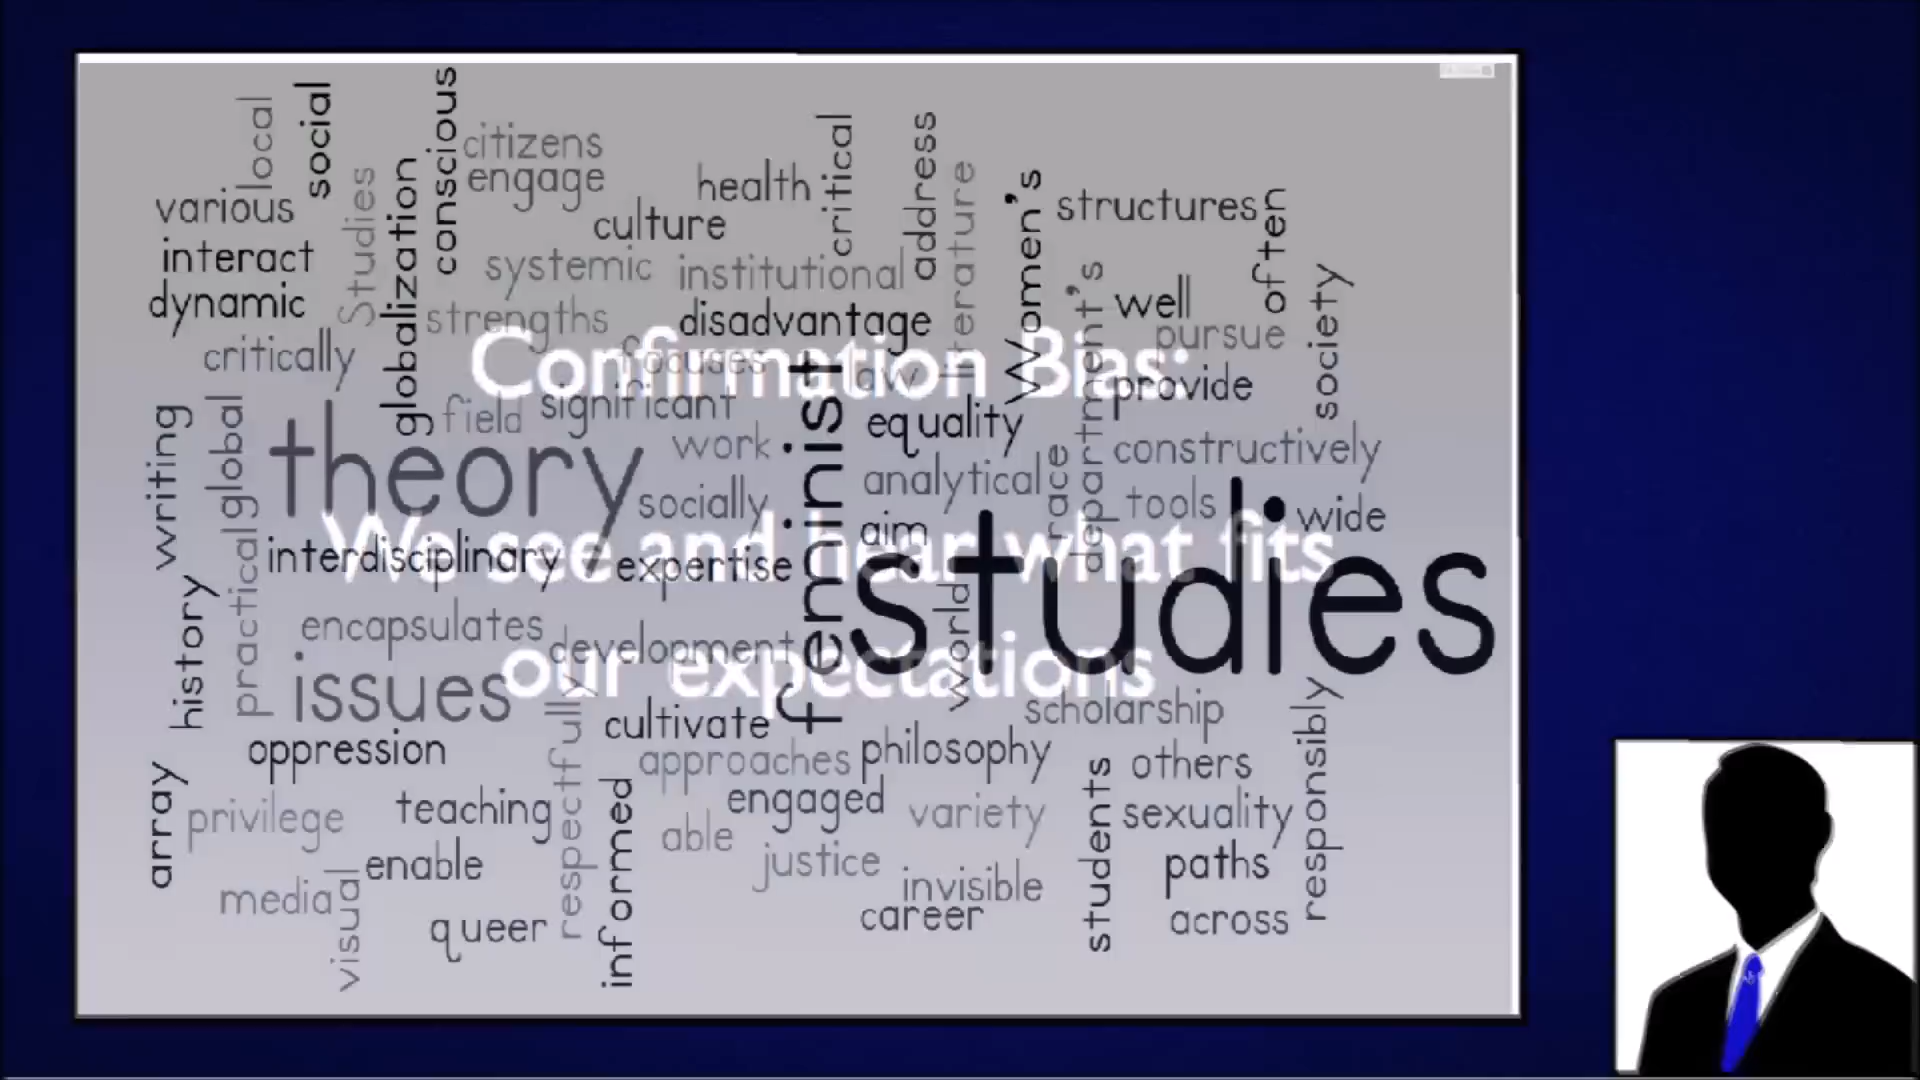 local
social
conscious
citizens
engage
health
critical
address
literature
Women's
structures
often
various
Studies
globalization
culture
interact
systemic
institutional
dynamic
strengths
disadvantage
department's
well
pursue
society
critically
focuses
law
provide
Confirmation Bias:
writing
global
theory
field
significant
work
feminist
equality
analytical
race
constructively
socially
tools
wide
aim
studies
We see and hear what fits
interdisciplinary
expertise
practical
history
encapsulates
development
world
our expectations
issues
respectfully
cultivate
scholarship
responsibly
oppression
approaches
philosophy
others
array
privilege
teaching
informed
engaged
variety
students
sexuality
able
enable
justice
paths
media
visual
invisible
queer
career
across